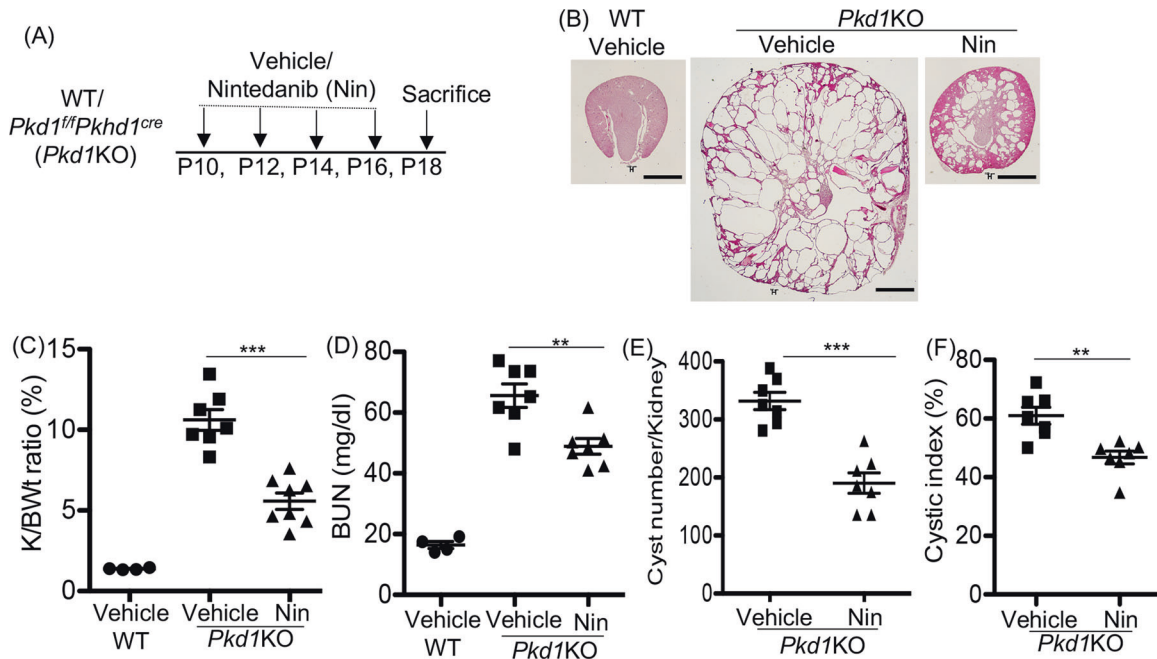 (A)
Vehicle/
Nintedanib (Nin)
Sacrifice
WT/
Pkd1f/fPkhd1cre
(Pkd1KO)
P10, P12, P14, P16, P18
(B)
WT
Vehicle
Pkd1KO
Vehicle
Nin
(C)
K/BWt ratio (%)
15
10
5
0
***
Vehicle
WT
Vehicle Nin
Pkd1KO
(D)
BUN (mg/dl)
80
60
40
20
0
**
Vehicle
WT
Vehicle Nin
Pkd1KO
(E)
Cyst number/Kidney
400
300
200
100
0
***
Vehicle Nin
Pkd1KO
(F)
Cystic index (%)
80
60
40
20
0
**
Vehicle Nin
Pkd1KO